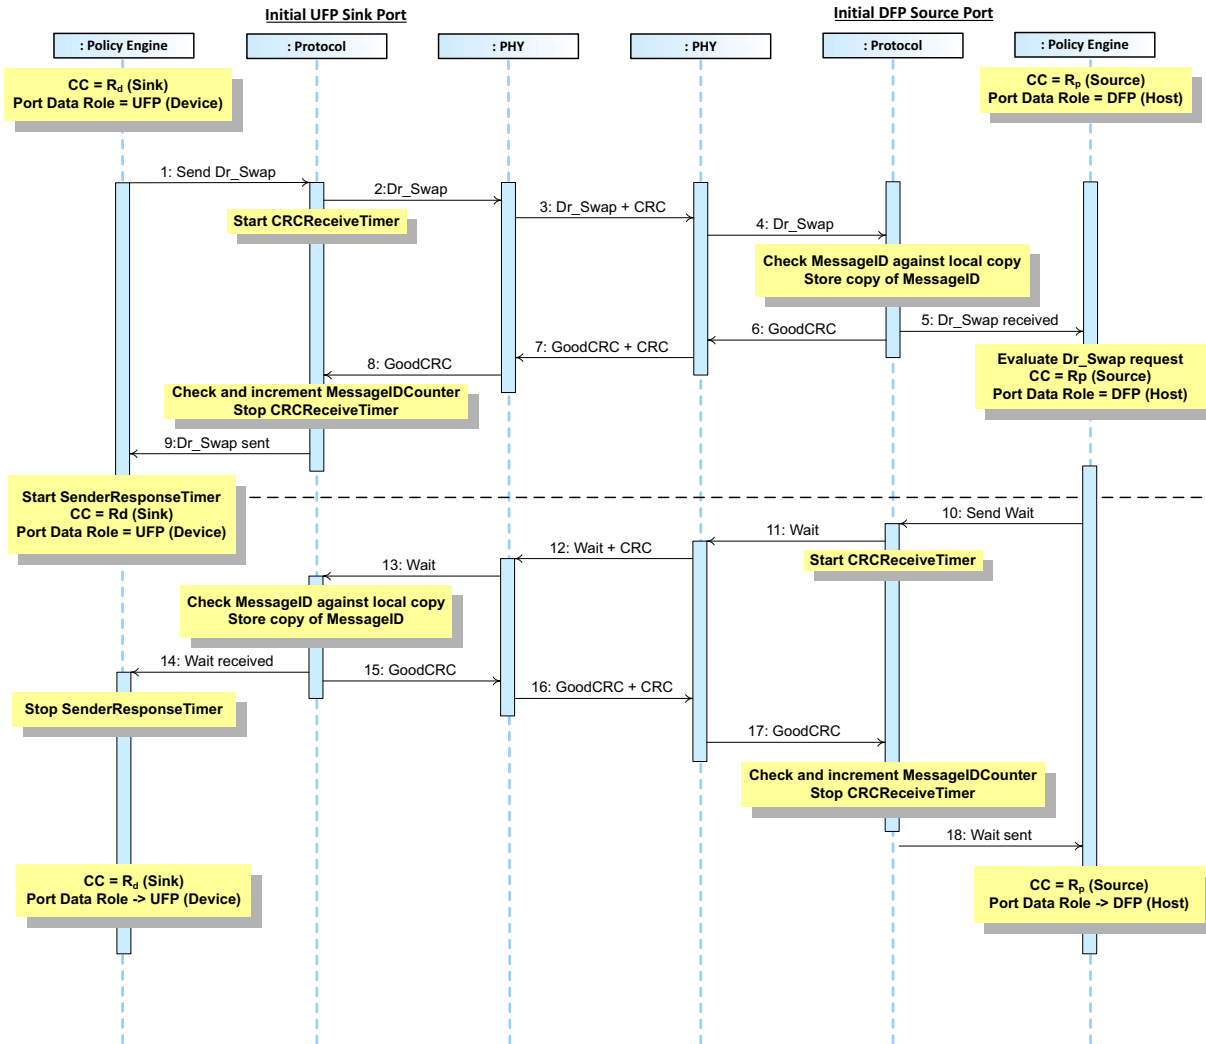 Initial UFP Sink Port
Initial DFP Source Port
: Policy Engine
: Protocol
: PHY
: PHY
: Protocol
: Policy Engine
CC = Rd (Sink)
Port Data Role = UFP (Device)
CC = Rp (Source)
Port Data Role = DFP (Host)
1: Send Dr_Swap
2:Dr_Swap
Start CRCReceiveTimer
3: Dr_Swap + CRC
4: Dr_Swap
Check MessageID against local copy
Store copy of MessageID
5: Dr_Swap received
6: GoodCRC
7: GoodCRC + CRC
8: GoodCRC
Evaluate Dr_Swap request
CC = Rp (Source)
Port Data Role = DFP (Host)
Check and increment MessageIDCounter
Stop CRCReceiveTimer
9:Dr_Swap sent
Start SenderResponseTimer
CC = Rd (Sink)
Port Data Role = UFP (Device)
10: Send Wait
11: Wait
Start CRCReceiveTimer
12: Wait + CRC
13: Wait
Check MessageID against local copy
Store copy of MessageID
14: Wait received
15: GoodCRC
16: GoodCRC + CRC
Stop SenderResponseTimer
17: GoodCRC
Check and increment MessageIDCounter
Stop CRCReceiveTimer
18: Wait sent
CC = Rd (Sink)
Port Data Role -> UFP (Device)
CC = Rp (Source)
Port Data Role -> DFP (Host)